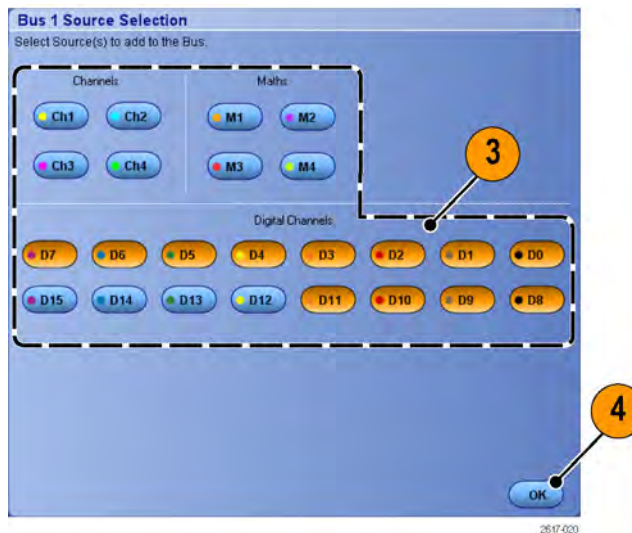 Bus 1 Source Selection
Select Source(s) to add to the Bus.
Channels Maths
Ch1 Ch2 M1 M2
3
Ch3 Ch4 M3 M4
Digital Channels
D7 D6 D5 D4 D3 D2 D1 D0
D15 D14 D13 D12 D11 D10 D9 D8
4
OK
2617-020